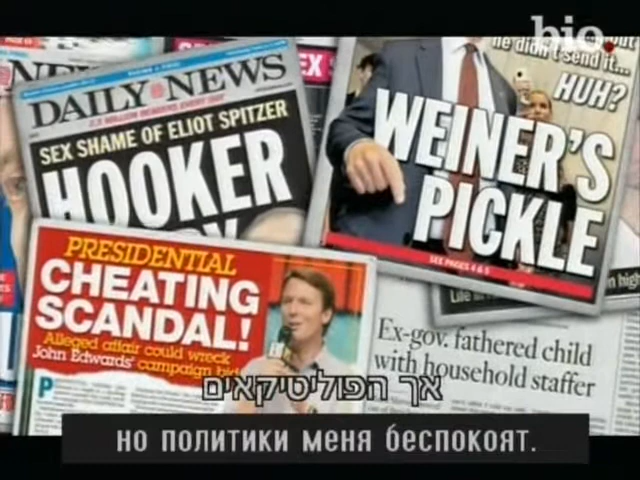 bio.
he didn't send it...
HUH?
WEINER'S
PICKLE
SEE PAGES 4 & 5
DAILY NEWS
SEX SHAME OF ELIOT SPITZER
HOOKER
PRESIDENTIAL
CHEATING
SCANDAL!
Alleged affair could wreck
John Edwards' campaign
Ex-gov. fathered child
with household staffer
אך הפוליטיקאים
но политики меня беспокоят.